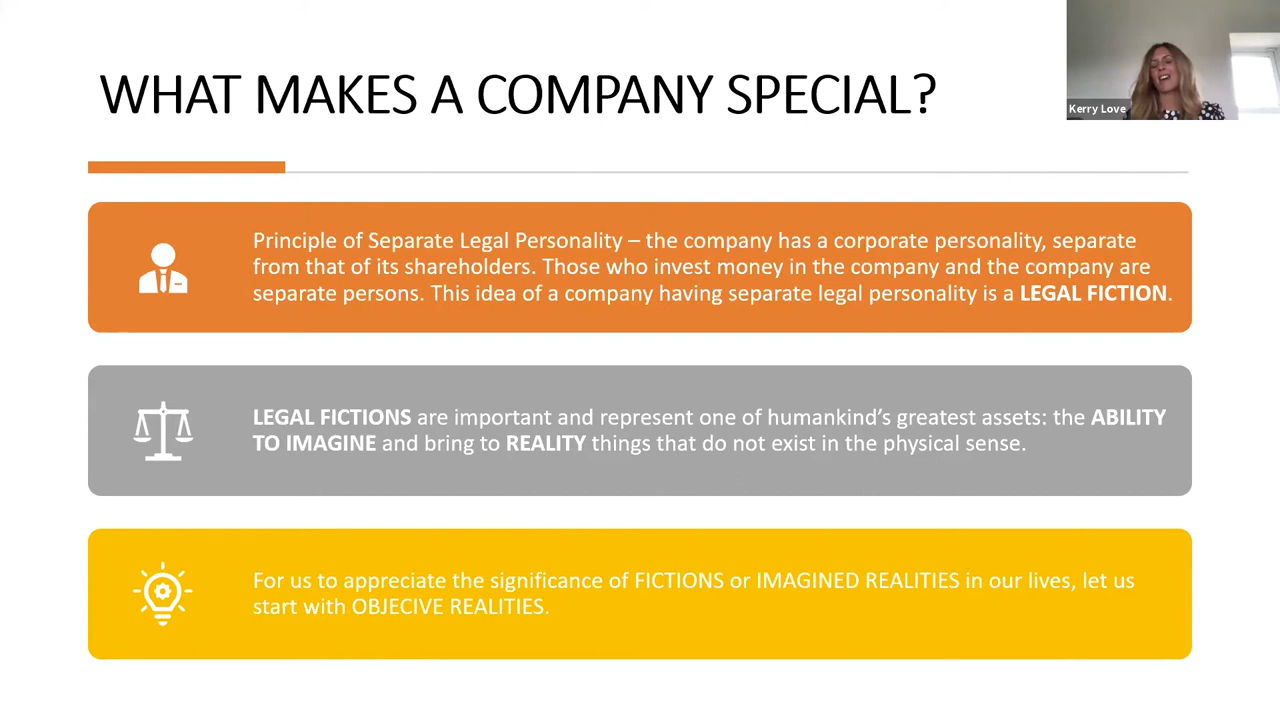 WHAT MAKES A COMPANY SPECIAL?
Kerry Love
Principle of Separate Legal Personality – the company has a corporate personality, separate
from that of its shareholders. Those who invest money in the company and the company are
separate persons. This idea of a company having separate legal personality is a LEGAL FICTION.
LEGAL FICTIONS are important and represent one of humankind’s greatest assets: the ABILITY
TO IMAGINE and bring to REALITY things that do not exist in the physical sense.
For us to appreciate the significance of FICTIONS or IMAGINED REALITIES in our lives, let us
start with OBJECIVE REALITIES.